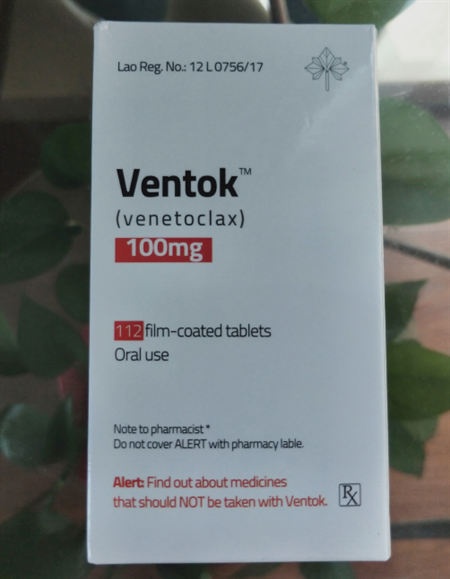 Lao Reg. No.: 12 L 0756/17
Ventok™
(venetoclax)
100mg
112 film-coated tablets
Oral use
Note to pharmacist *
Do not cover ALERT with pharmacy lable.
Alert: Find out about medicines
that should NOT be taken with Ventok.
Rx